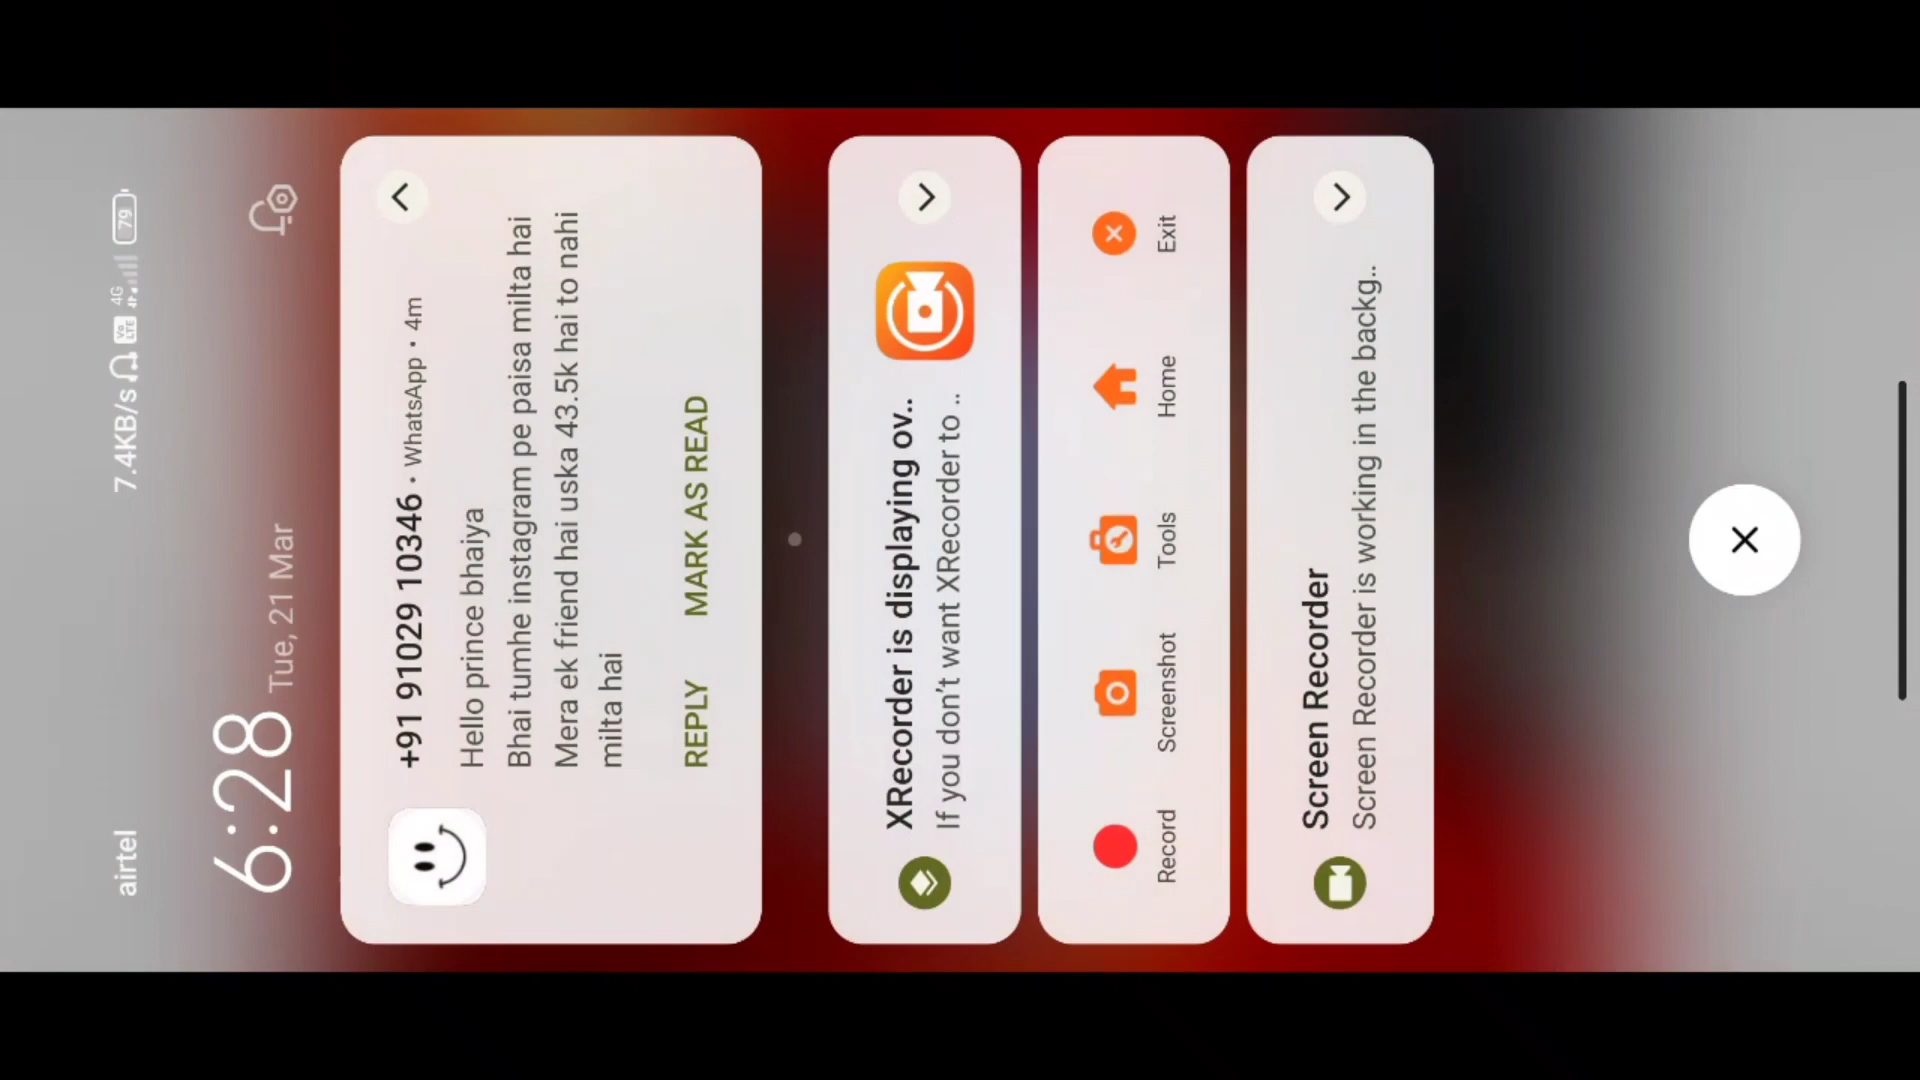 airtel 7.4KB/s Vo LTE 4G 79
6:28 Tue, 21 Mar
+91 91029 10346 · WhatsApp · 4m
Hello prince bhaiya
Bhai tumhe instagram pe paisa milta hai
Mera ek friend hai uska 43.5k hai to nahi
milta hai
REPLY MARK AS READ
XRecorder is displaying ov..
If you don't want XRecorder to ..
Record Screenshot Tools Home Exit
Screen Recorder
Screen Recorder is working in the backg..